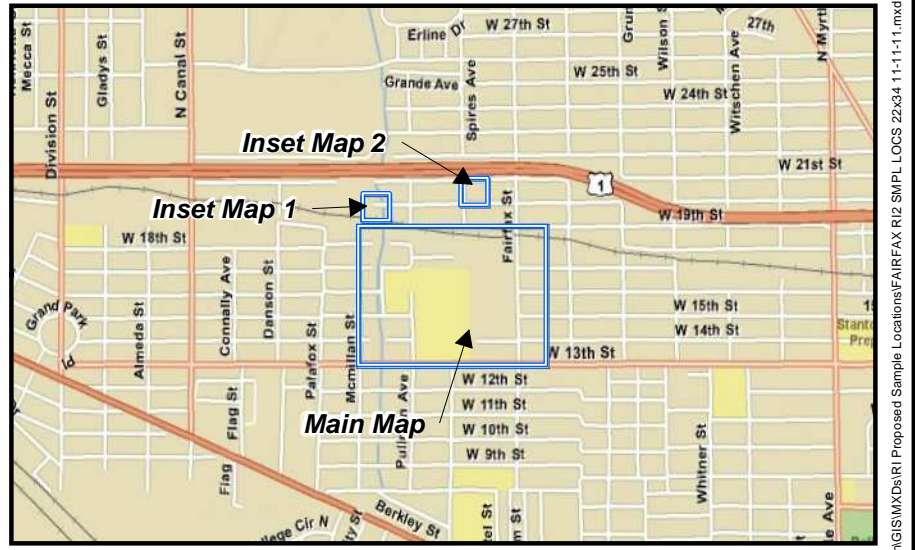 Erline Dr
W 27th St
27th
Mecca St
Gladys St
N Canal St
Division St
Grande Ave
Spires Ave
W 25th St
Wilson
W 24th St
Witschen Ave
N Myrt
Inset Map 2
W 21st St
1
Inset Map 1
W 19th St
W 18th St
Fairfax St
Grand Park
Pl
Almeda St
Connally Ave
Danson St
Palafox St
Mcmillan St
W 15th St
W 14th St
W 13th St
W 12th St
Main Map
W 11th St
W 10th St
W 9th St
Flag St
Flag
Whitner St
Berkley St
lege Cir N
e Ave
n\GIS\MXDs\RI Proposed Sample Locations\FAIRFAX RI2 SMPL LOCS 22x34 11-11-11.mxd